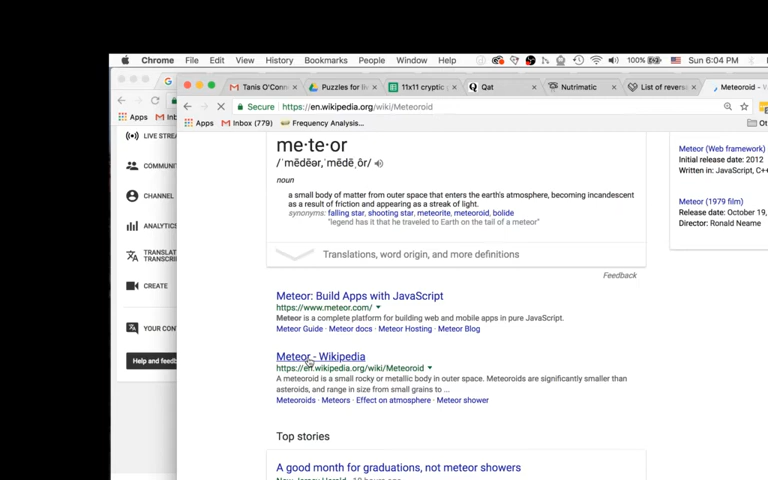 Chrome File Edit View History Bookmarks People Window Help 100% Sun 6:04 PM
Tanis O'Conn Puzzles for li 11x11 cryptic Qat Nutrimatic List of revers Meteoroid - 
Secure https://en.wikipedia.org/wiki/Meteoroid
Apps Inbox (779) Frequency Analysis...
Apps
LIVE STREA
COMMUNI
CHANNEL
ANALYTICS
TRANSLAT
TRANSCRI
CREATE
YOUR CON
Help and feedb
me·te·or
/ˈmēdēər,ˈmēdēˌôr/
noun
a small body of matter from outer space that enters the earth's atmosphere, becoming incandescent
as a result of friction and appearing as a streak of light.
synonyms: falling star, shooting star, meteorite, meteoroid, bolide
"legend has it that he traveled to Earth on the tail of a meteor"
Translations, word origin, and more definitions
Feedback
Meteor: Build Apps with JavaScript
https://www.meteor.com/
Meteor is a complete platform for building web and mobile apps in pure JavaScript.
Meteor Guide · Meteor docs · Meteor Hosting · Meteor Blog
Meteor - Wikipedia
https://en.wikipedia.org/wiki/Meteoroid
A meteoroid is a small rocky or metallic body in outer space. Meteoroids are significantly smaller than
asteroids, and range in size from small grains to ...
Meteoroids · Meteors · Effect on atmosphere · Meteor shower
Top stories
A good month for graduations, not meteor showers
Meteor (Web framework)
Initial release date: 2012
Written in: JavaScript, C++
Meteor (1979 film)
Release date: October 19,
Director: Ronald Neame